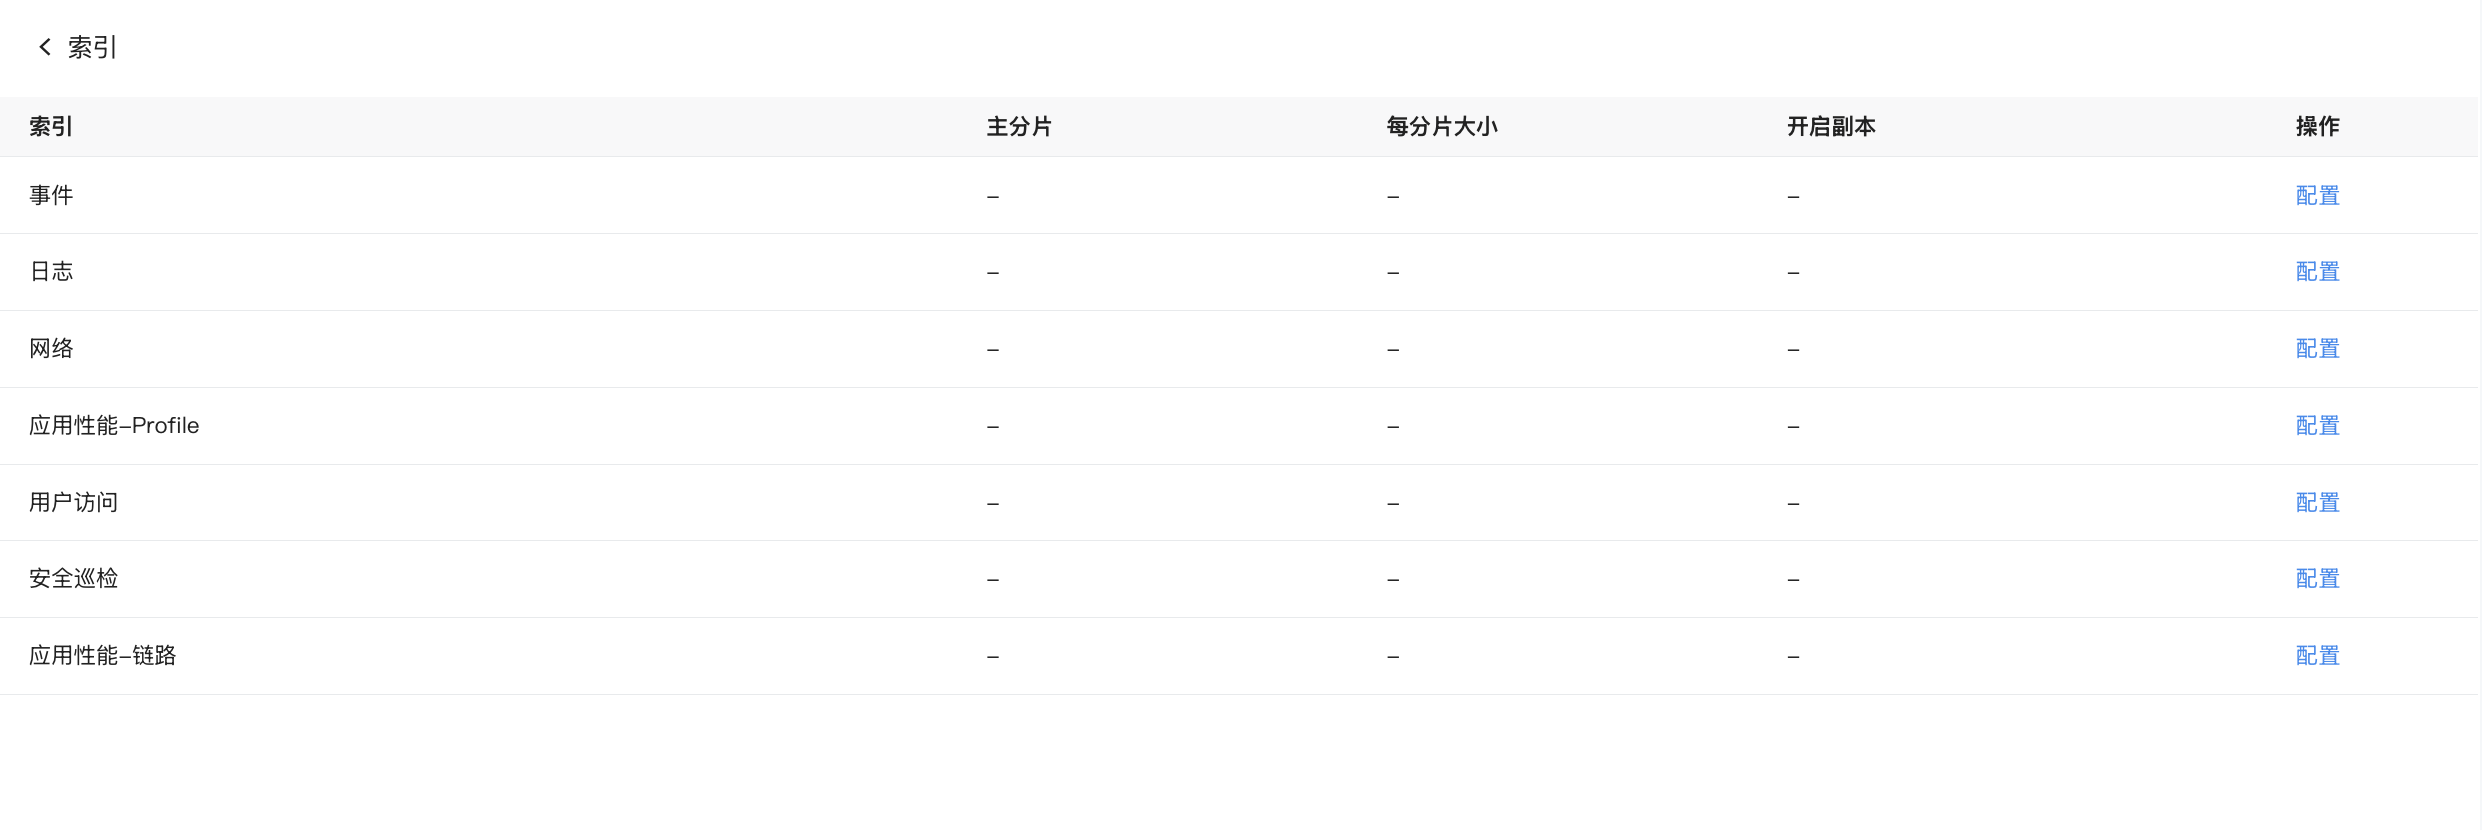 索引
索引 主分片 每分片大小 开启副本 操作
事件 – – – 配置
日志 – – – 配置
网络 – – – 配置
应用性能-Profile – – – 配置
用户访问 – – – 配置
安全巡检 – – – 配置
应用性能-链路 – – – 配置